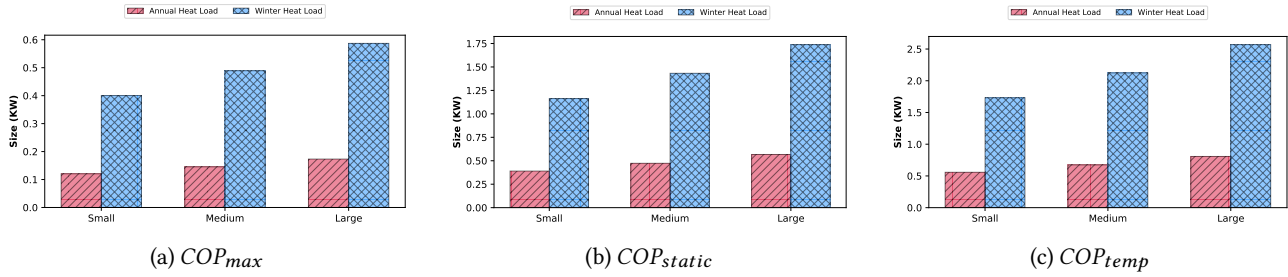 Annual Heat Load Winter Heat Load
Size (KW)
0.6
0.5
0.4
0.3
0.2
0.1
0.0
Small Medium Large
(a) COPmax
Annual Heat Load Winter Heat Load
Size (KW)
1.75
1.50
1.25
1.00
0.75
0.50
0.25
0.00
Small Medium Large
(b) COPstatic
Annual Heat Load Winter Heat Load
Size (KW)
2.5
2.0
1.5
1.0
0.5
0.0
Small Medium Large
(c) COPtemp